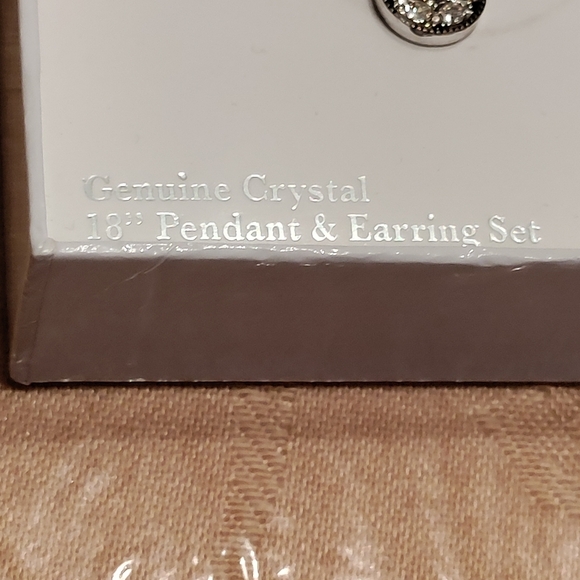 Genuine Crystal
18” Pendant & Earring Set